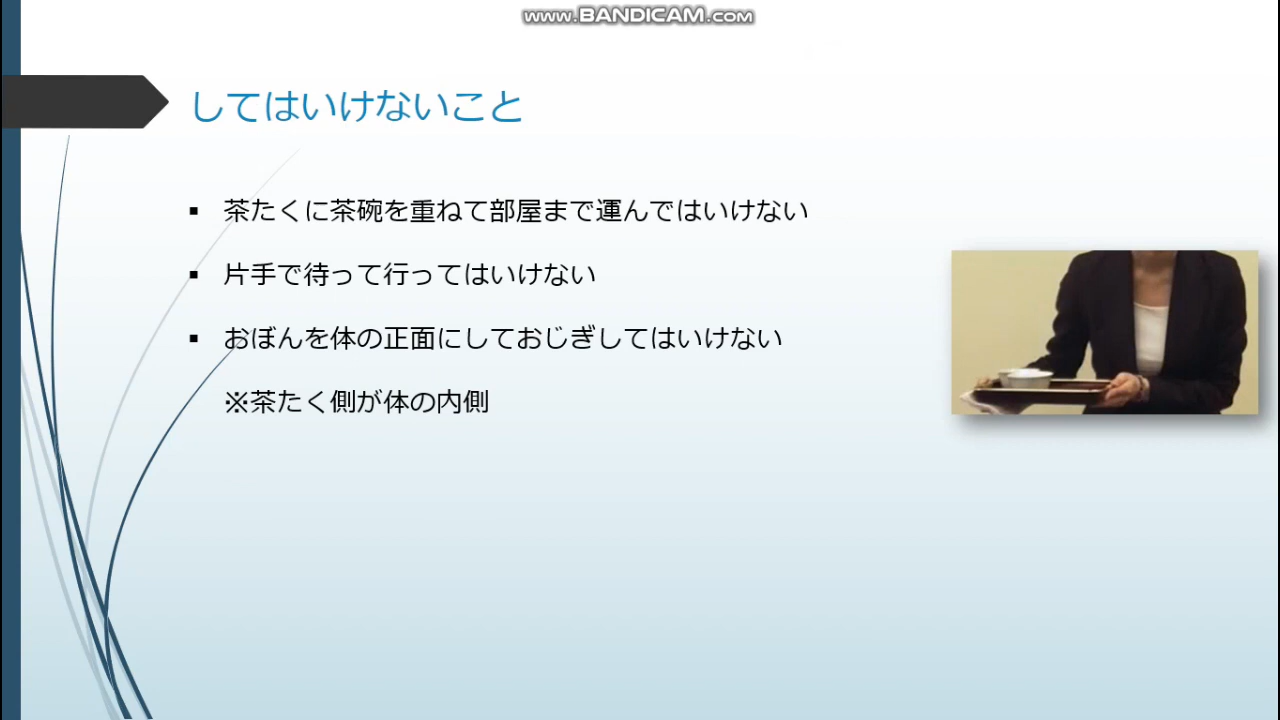 www.BANDICAM.com
してはいけないこと
▪ 茶たくに茶碗を重ねて部屋まで運んではいけない
▪ 片手で待って行ってはいけない
▪ おぼんを体の正面にしておじぎしてはいけない
※茶たく側が体の内側